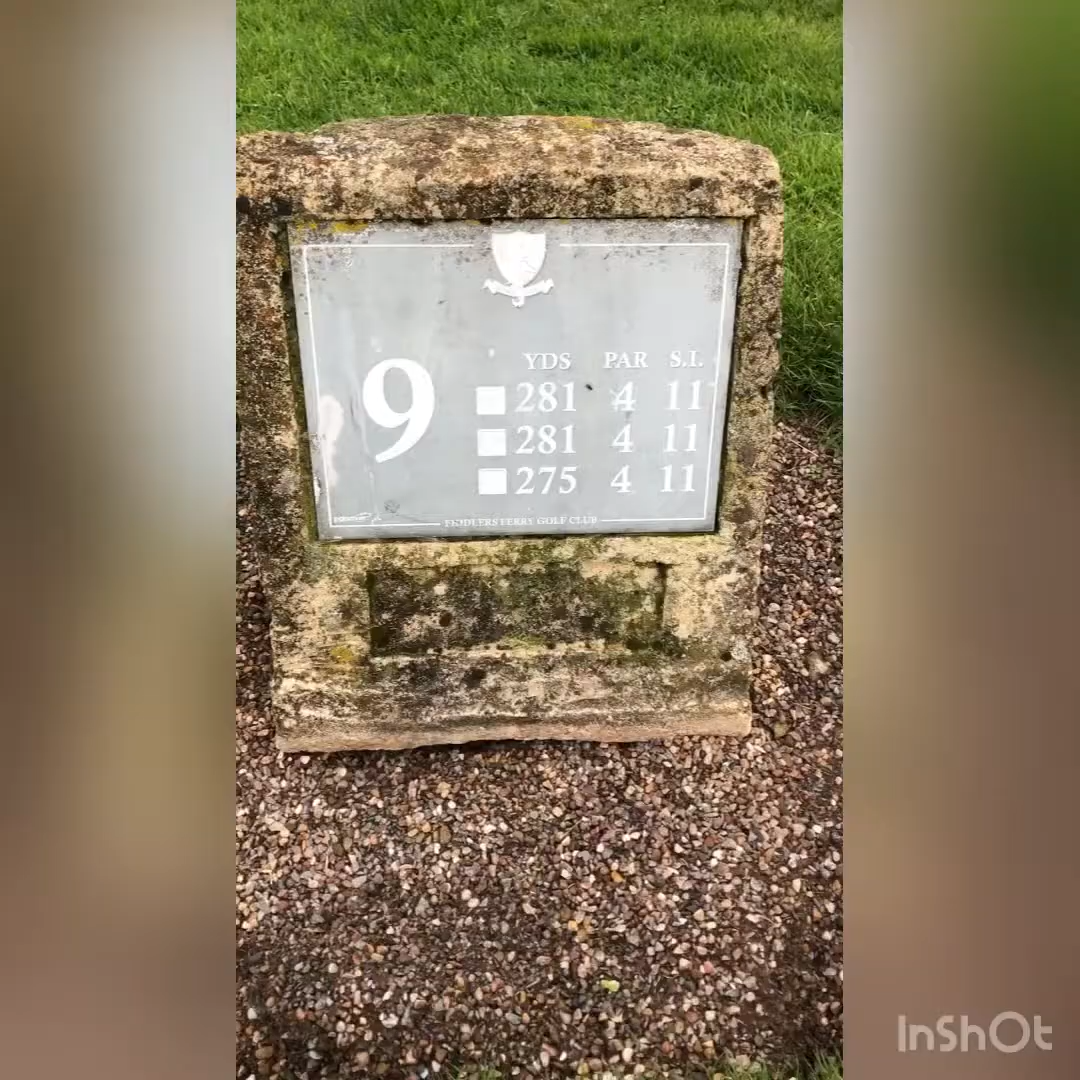 YDS PAR S.I.
9
281 4 11
281 4 11
275 4 11
FIDDLERS FERRY GOLF CLUB
InShOt